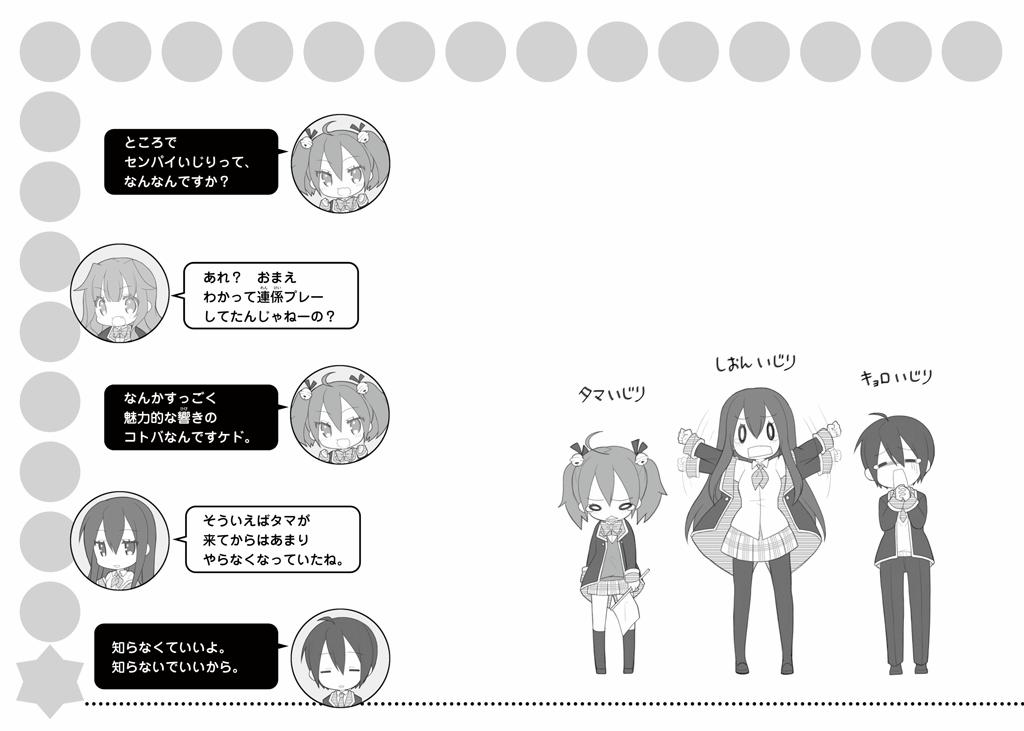 ところで
センパイいじりって、
なんなんですか？
あれ？　おまえ
わかって連係プレー
してたんじゃねーの？
なんかすっごく
魅力的な響きの
コトバなんですケド。
そういえばタマが
来てからはあまり
やらなくなっていたね。
知らなくていいよ。
知らないでいいから。
タマいじり
しおんいじり
キョロいじり